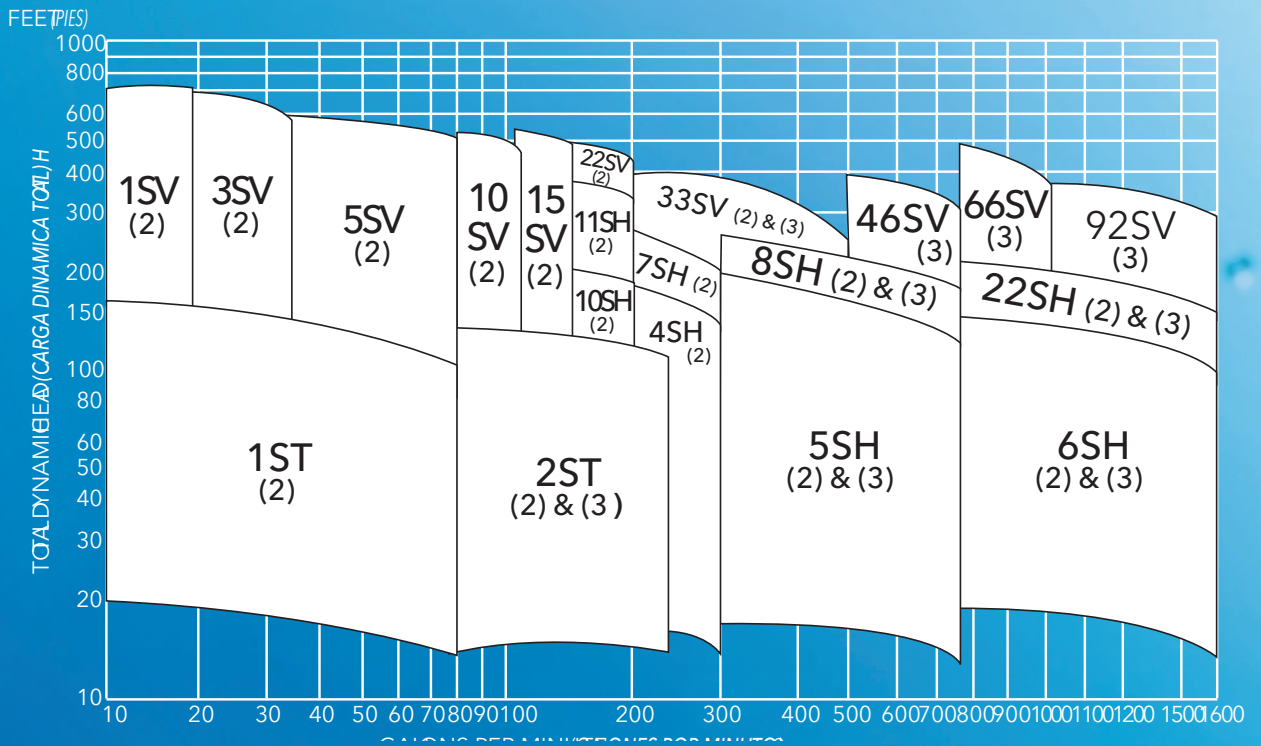 FEET(PIES)
1000
800
600
500
400
300
200
150
100
80
60
50
40
30
20
10
TOTAL DYNAMIC HEAD (CARGA DINAMICA TOTAL) H
1SV
(2)
3SV
(2)
5SV
(2)
10
SV
(2)
15
SV
(2)
22SV
(2)
11SH
(2)
10SH
(2)
33SV (2) & (3)
7SH (2)
4SH
(2)
8SH (2) & (3)
46SV
(3)
66SV
(3)
92SV
(3)
22SH (2) & (3)
1ST
(2)
2ST
(2) & (3)
5SH
(2) & (3)
6SH
(2) & (3)
10 20 30 40 50 60 70 80 90 100 200 300 400 500 600 700 800 900 1000 1100 1200 1500 1600